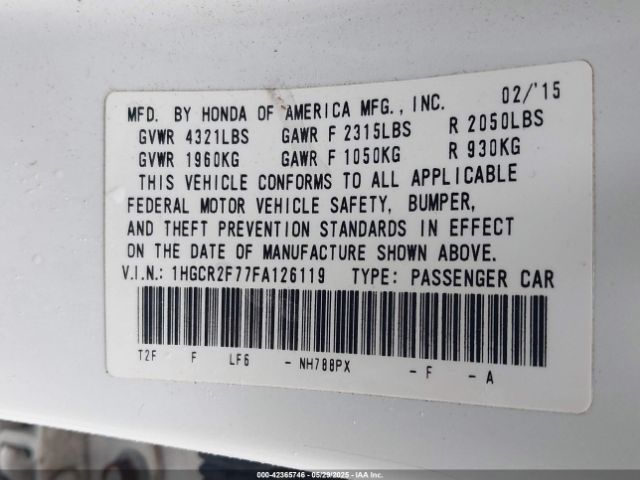 MFD. BY HONDA OF AMERICA MFG., INC. 02/'15
GVWR 4321LBS GAWR F 2315LBS R 2050LBS
GVWR 1960KG GAWR F 1050KG R 930KG
THIS VEHICLE CONFORMS TO ALL APPLICABLE
FEDERAL MOTOR VEHICLE SAFETY, BUMPER,
AND THEFT PREVENTION STANDARDS IN EFFECT
ON THE DATE OF MANUFACTURE SHOWN ABOVE.
V.I.N.: 1HGCR2F77FA126119 TYPE: PASSENGER CAR
T2F F LF6 - NH788PX - F - A
000-42365746 - 05/29/2025 - IAA Inc.